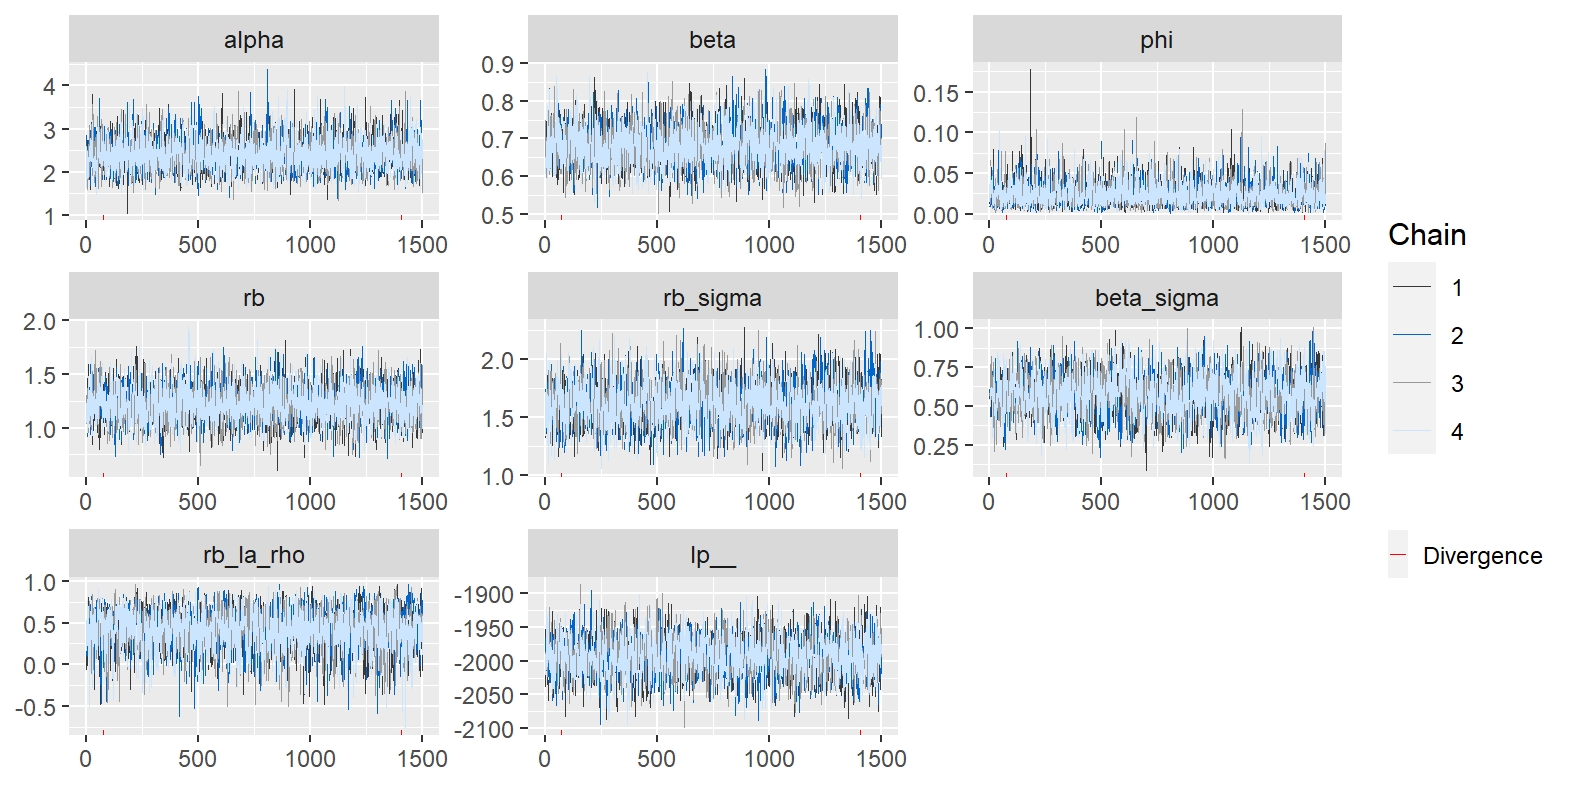 alpha
beta
phi
4
3
2
1
0.9
0.8
0.7
0.6
0.5
0.15
0.10
0.05
0.00
0 500 1000 1500
0 500 1000 1500
0 500 1000 1500
rb
rb_sigma
beta_sigma
2.0
1.5
1.0
2.0
1.5
1.0
1.00
0.75
0.50
0.25
0 500 1000 1500
0 500 1000 1500
0 500 1000 1500
rb_la_rho
lp__
1.0
0.5
0.0
-0.5
-1900
-1950
-2000
-2050
-2100
0 500 1000 1500
0 500 1000 1500
Chain
1
2
3
4
Divergence